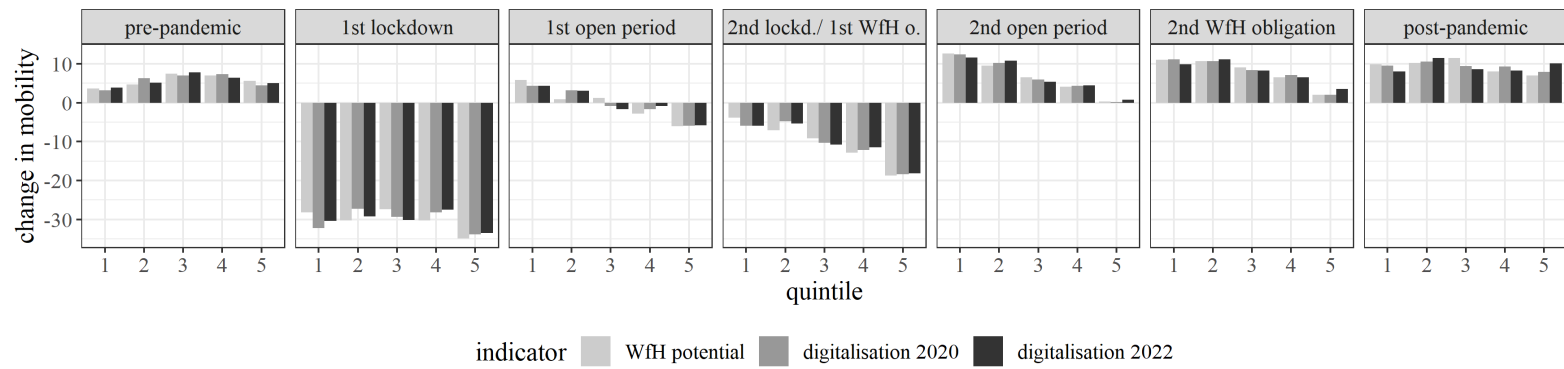 pre-pandemic
1st lockdown
1st open period
2nd lockd./ 1st WfH o.
2nd open period
2nd WfH obligation
post-pandemic
change in mobility
10
0
-10
-20
-30
1 2 3 4 5
1 2 3 4 5
1 2 3 4 5
1 2 3 4 5
1 2 3 4 5
1 2 3 4 5
1 2 3 4 5
quintile
indicator WfH potential digitalisation 2020 digitalisation 2022